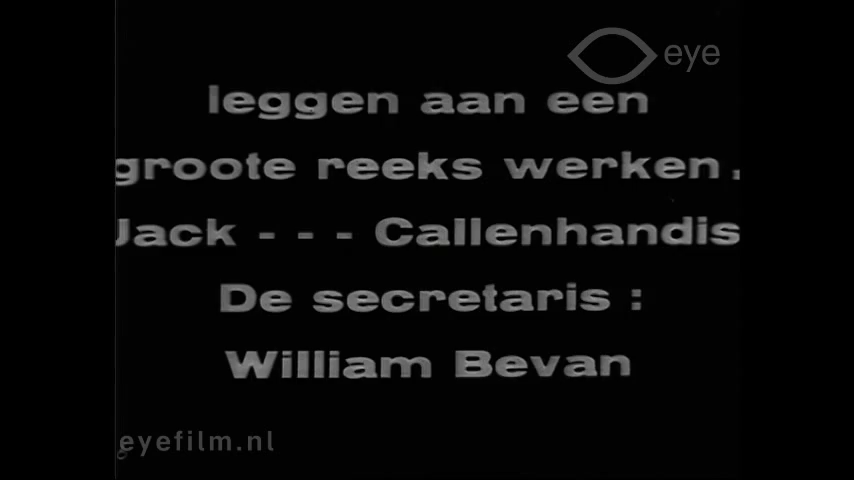 eye
leggen aan een
groote reeks werken.
Jack - - - Callenhandis
De secretaris :
William Bevan
eyefilm.nl